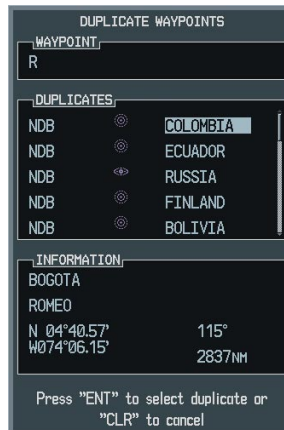 DUPLICATE WAYPOINTS
WAYPOINT
R
DUPLICATES
NDB COLOMBIA
NDB ECUADOR
NDB RUSSIA
NDB FINLAND
NDB BOLIVIA
INFORMATION
BOGOTA
ROMEO
N 04°40.57' 115°
W074°06.15'
2837NM
Press "ENT" to select duplicate or
"CLR" to cancel